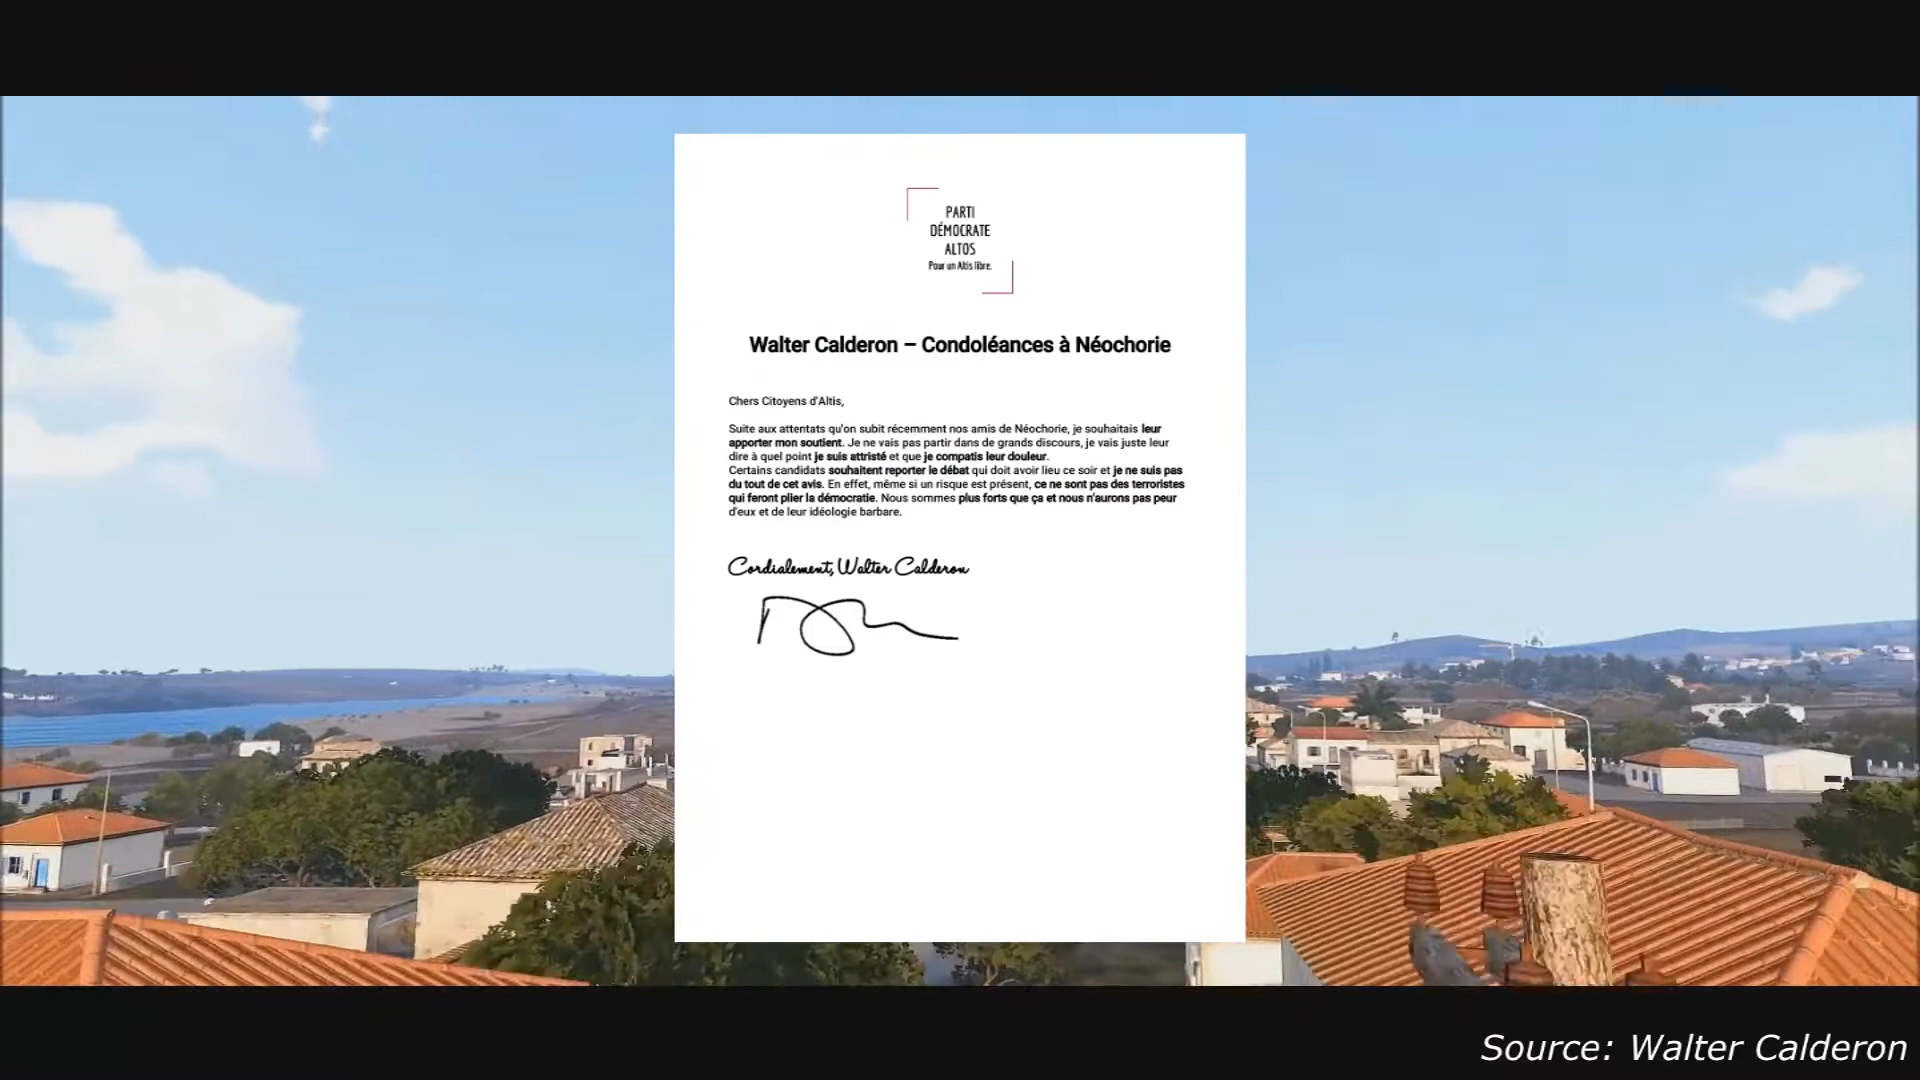 PARTI
DÉMOCRATE
ALTOS
Pour un Altis libre.
Walter Calderon – Condoléances à Néochorie
Chers Citoyens d'Altis,
Suite aux attentats qu'on subit récemment nos amis de Néochorie, je souhaitais leur
apporter mon soutient. Je ne vais pas partir dans de grands discours, je vais juste leur
dire à quel point je suis attristé et que je compatis leur douleur.
Certains candidats souhaitent reporter le débat qui doit avoir lieu ce soir et je ne suis pas
du tout de cet avis. En effet, même si un risque est présent, ce ne sont pas des terroristes
qui feront plier la démocratie. Nous sommes plus forts que ça et nous n'aurons pas peur
d'eux et de leur idéologie barbare.
Cordialement, Walter Calderon
Source: Walter Calderon